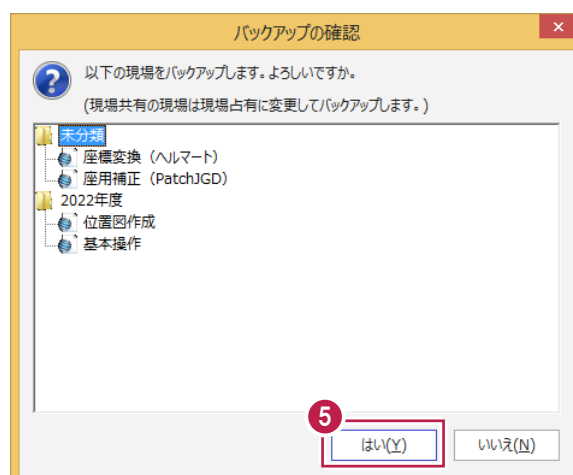 バックアップの確認
×
以下の現場をバックアップします。よろしいですか。
(現場共有の現場は現場占有に変更してバックアップします。)
未分類
座標変換（ヘルマート）
座用補正（PatchJGD）
2022年度
位置図作成
基本操作
5
はい(Y) いいえ(N)